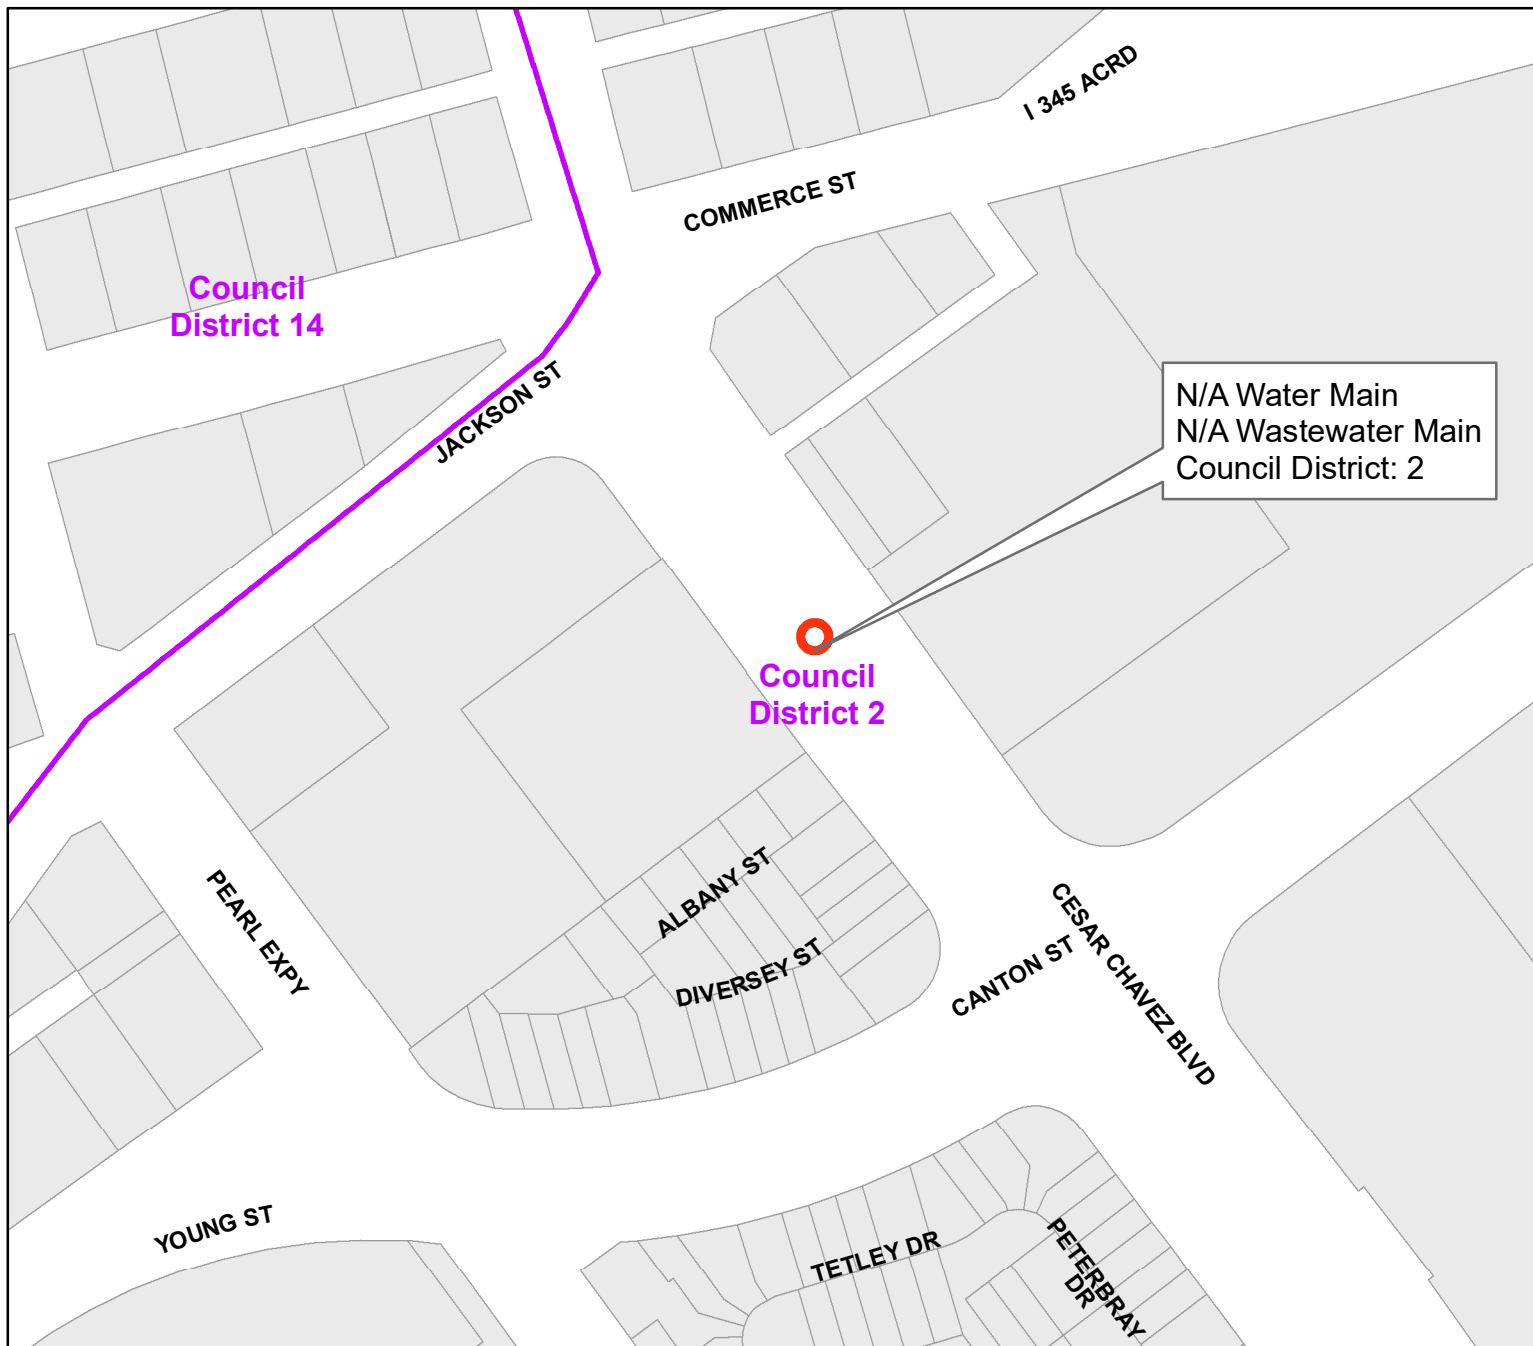 I 345 ACRD
COMMERCE ST
Council
District 14
JACKSON ST
N/A Water Main
N/A Wastewater Main
Council District: 2
Council
District 2
ALBANY ST
PEARL EXPY
CESAR CHAVEZ BLVD
DIVERSEY ST
CANTON ST
YOUNG ST
TETLEY DR
PETERBRAY
DR